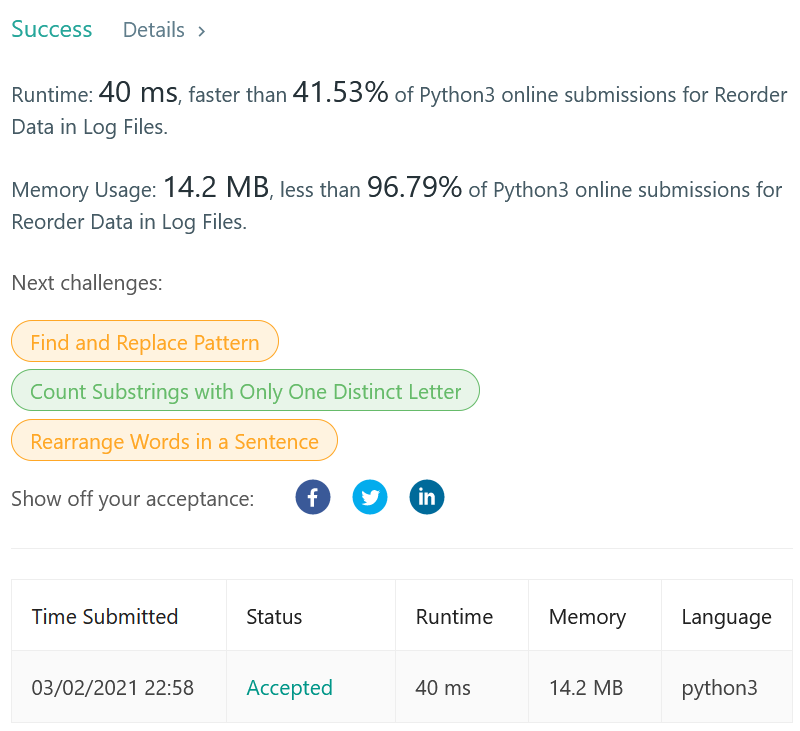 Success Details >
Runtime: 40 ms, faster than 41.53% of Python3 online submissions for Reorder
Data in Log Files.
Memory Usage: 14.2 MB, less than 96.79% of Python3 online submissions for
Reorder Data in Log Files.
Next challenges:
Find and Replace Pattern
Count Substrings with Only One Distinct Letter
Rearrange Words in a Sentence
Show off your acceptance:
Time Submitted Status Runtime Memory Language
03/02/2021 22:58 Accepted 40 ms 14.2 MB python3